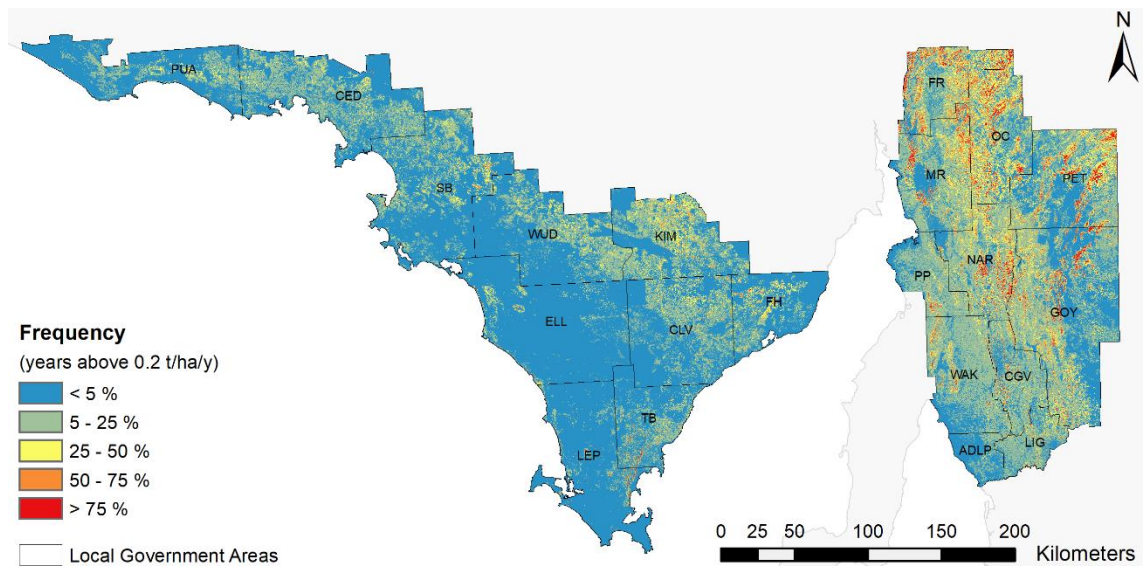 N
PUA
CED
SB
WUD
KIM
ELL
CLV
FH
TB
LEP
FR
OC
MR
PET
PP
NAR
GOY
WAK
CGV
ADLP
LIG
Frequency
(years above 0.2 t/ha/y)
< 5 %
5 - 25 %
25 - 50 %
50 - 75 %
> 75 %
Local Government Areas
0 25 50 100 150 200
Kilometers